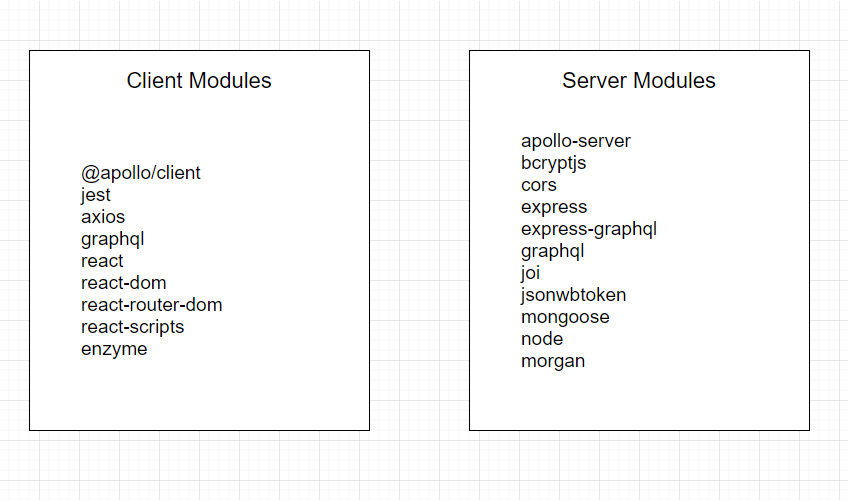 Client Modules
@apollo/client
jest
axios
graphql
react
react-dom
react-router-dom
react-scripts
enzyme
Server Modules
apollo-server
bcryptjs
cors
express
express-graphql
graphql
joi
jsonwbtoken
mongoose
node
morgan